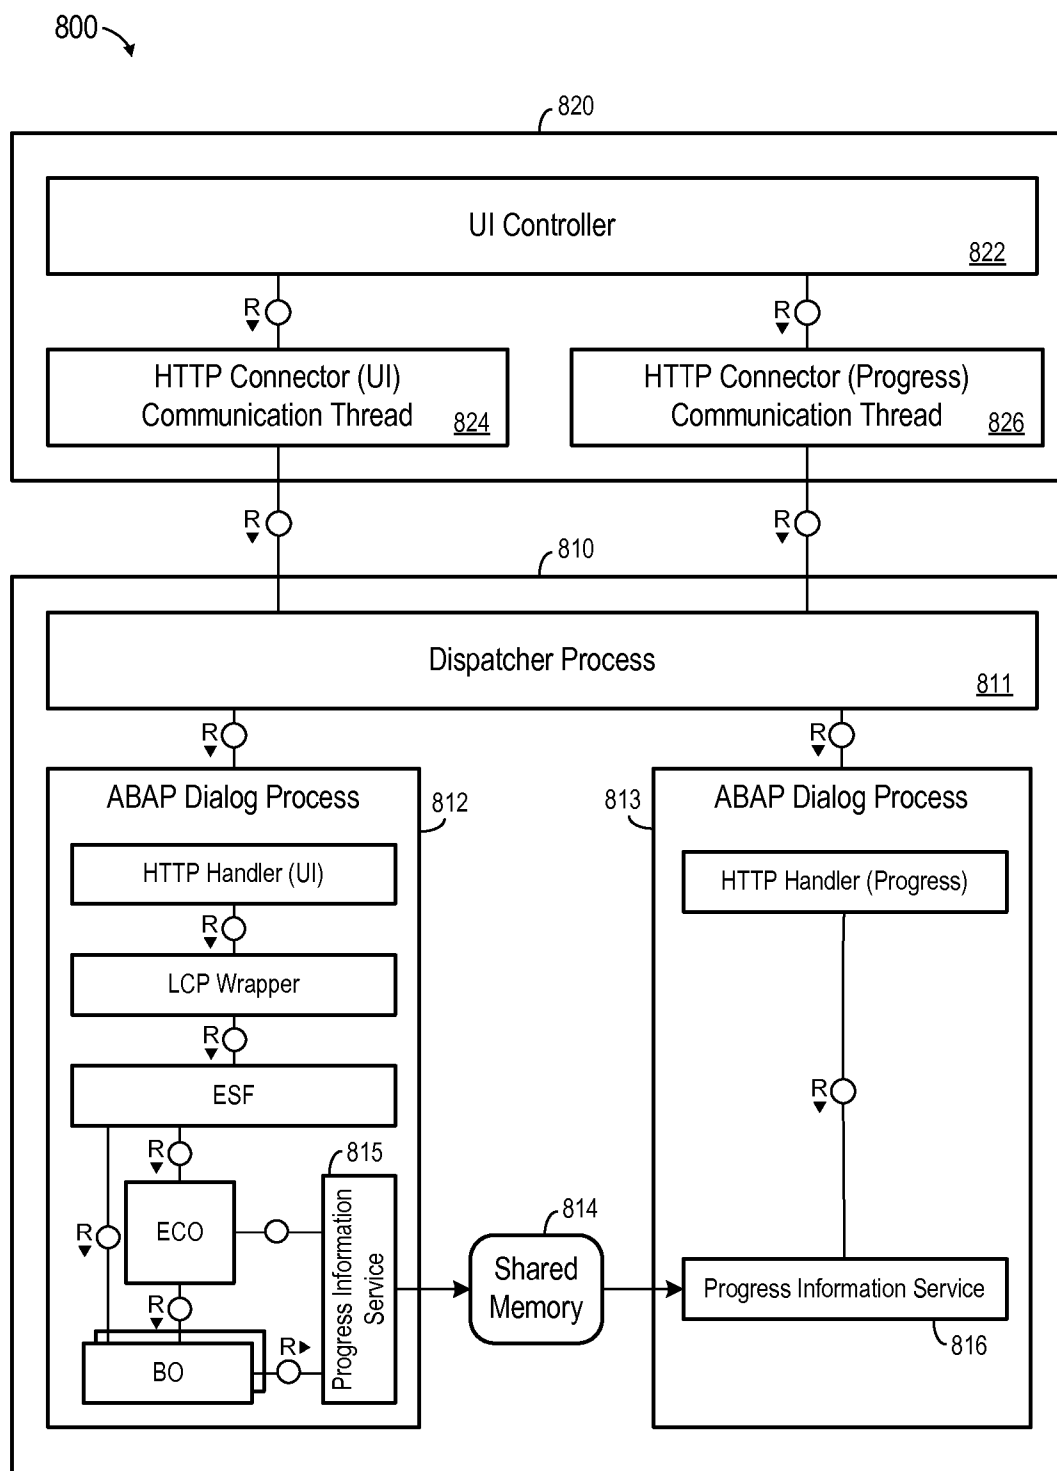 800
820
UI Controller
822
R
R
HTTP Connector (UI)
Communication Thread
824
HTTP Connector (Progress)
Communication Thread
826
R
R
810
Dispatcher Process
811
R
R
ABAP Dialog Process
812
813
ABAP Dialog Process
HTTP Handler (UI)
HTTP Handler (Progress)
R
LCP Wrapper
R
ESF
R
R
815
ECO
R
Progress Information
Service
814
Shared
Memory
Progress Information Service
816
R
R
BO
R